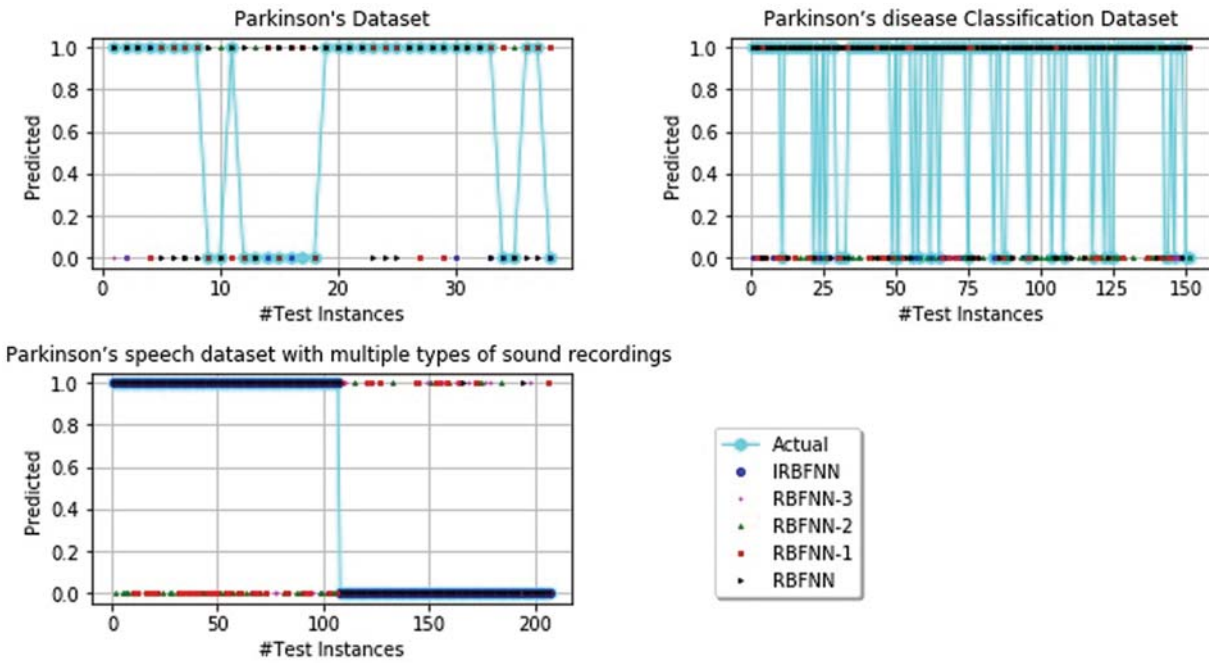 Parkinson's Dataset
1.0
0.8
0.6
0.4
0.2
0.0
Predicted
0 10 20 30
#Test Instances
Parkinson’s disease Classification Dataset
1.0
0.8
0.6
0.4
0.2
0.0
Predicted
0 25 50 75 100 125 150
#Test Instances
Parkinson’s speech dataset with multiple types of sound recordings
1.0
0.8
0.6
0.4
0.2
0.0
Predicted
0 50 100 150 200
#Test Instances
Actual
IRBFNN
RBFNN-3
RBFNN-2
RBFNN-1
RBFNN